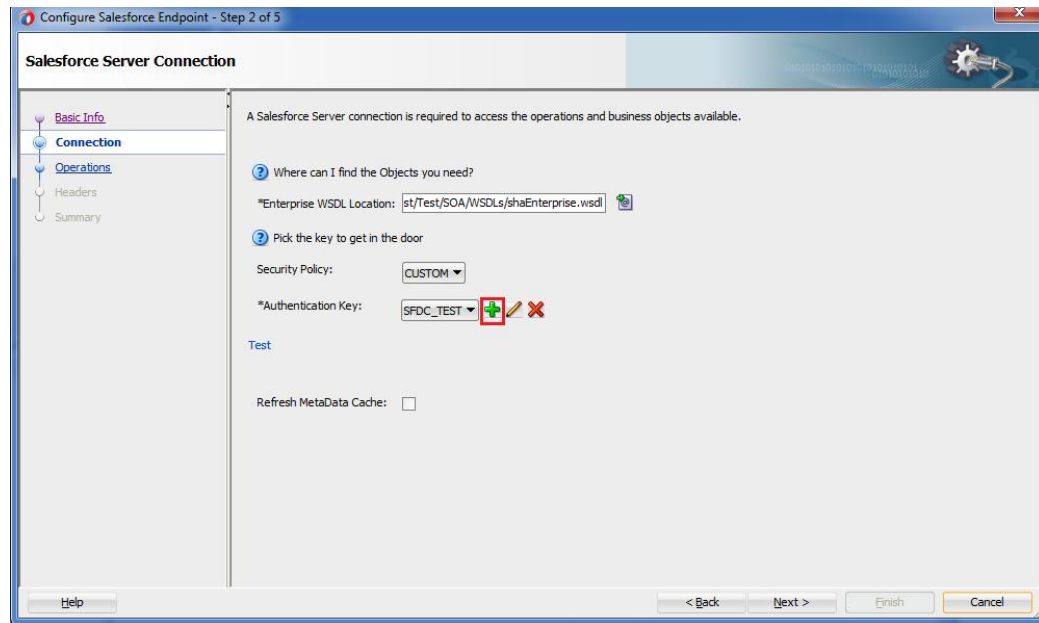 Configure Salesforce Endpoint - Step 2 of 5
Salesforce Server Connection
Basic Info
Connection
Operations
Headers
Summary
A Salesforce Server connection is required to access the operations and business objects available.
Where can I find the Objects you need?
*Enterprise WSDL Location: st/Test/SOA/WSDLs/shaEnterprise.wsdl
Pick the key to get in the door
Security Policy: CUSTOM
*Authentication Key: SFDC_TEST
Test
Refresh MetaData Cache:
Help
< Back
Next >
Finish
Cancel